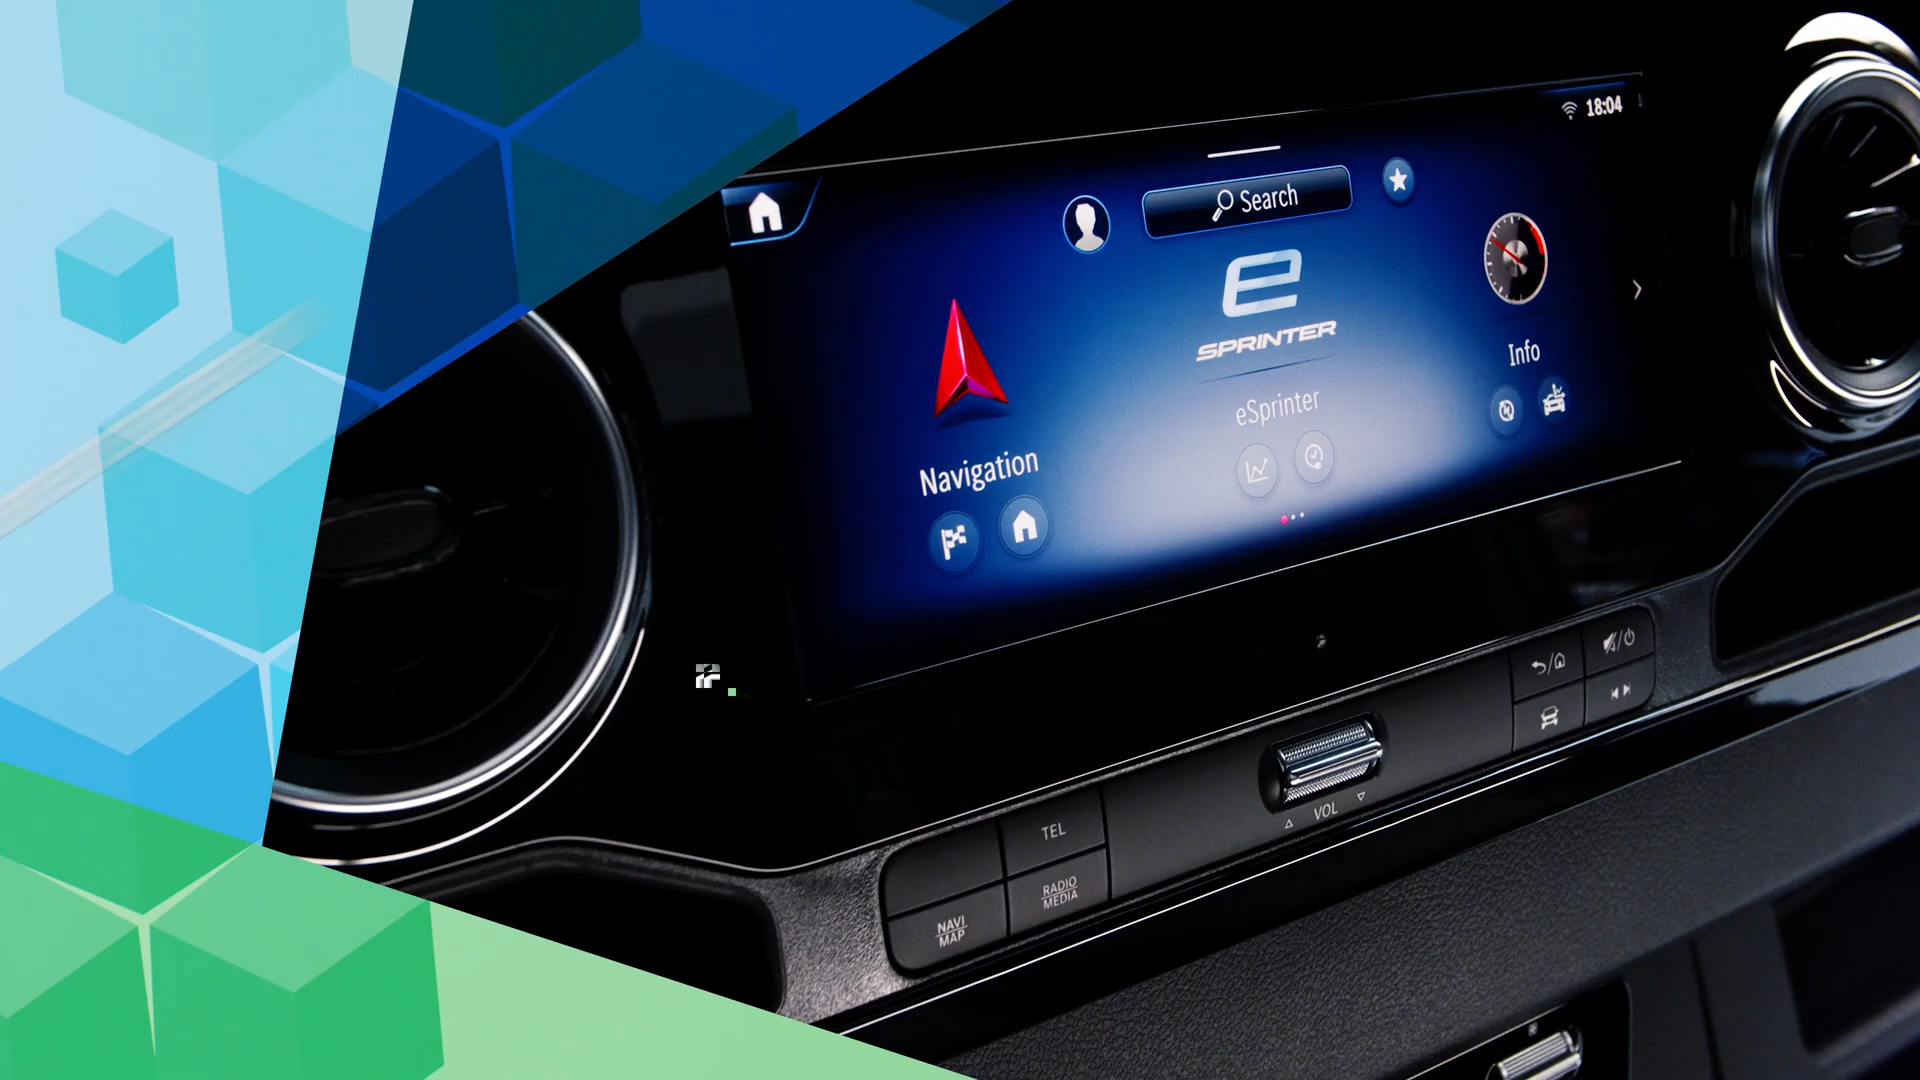 18:04
Search
e
SPRINTER
eSprinter
Info
Navigation
VOL
TEL
RADIO
MEDIA
NAVI
MAP